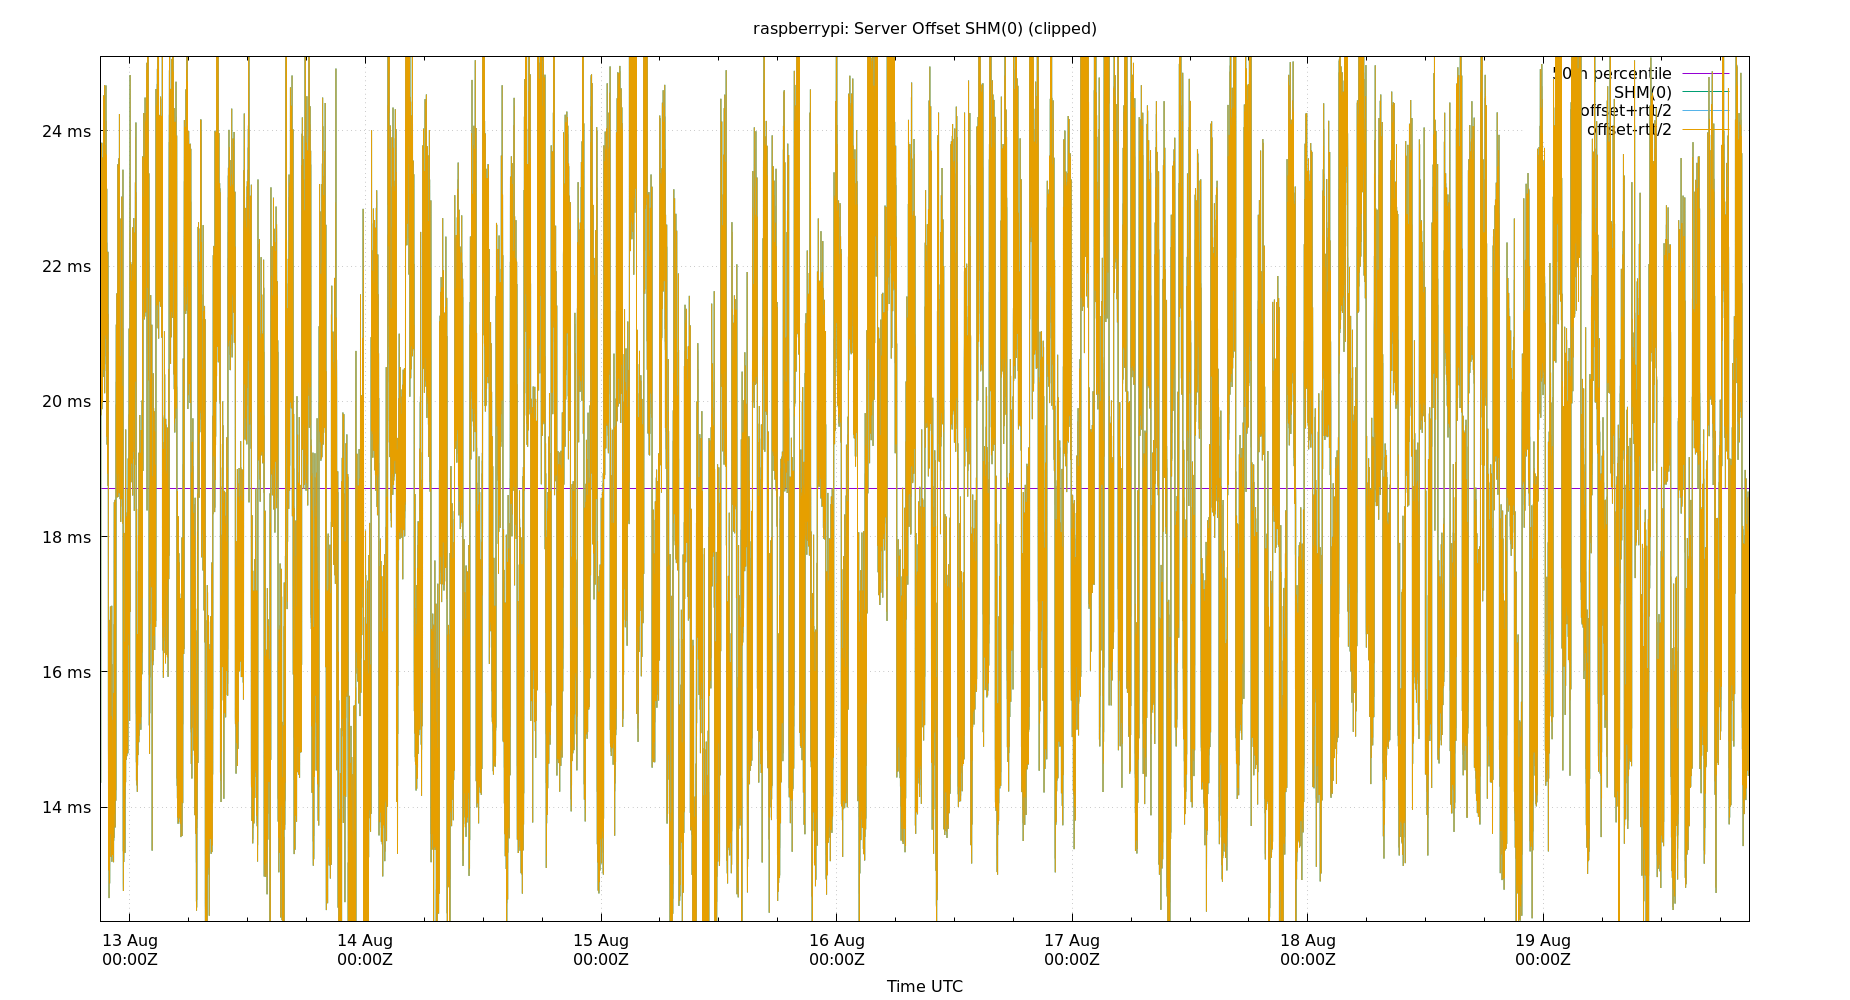 raspberrypi: Server Offset SHM(0) (clipped)
50th percentile
SHM(0)
offset+rtt/2
offset-rtt/2
24 ms
22 ms
20 ms
18 ms
16 ms
14 ms
13 Aug 14 Aug 15 Aug 16 Aug 17 Aug 18 Aug 19 Aug
00:00Z 00:00Z 00:00Z 00:00Z 00:00Z 00:00Z 00:00Z
Time UTC